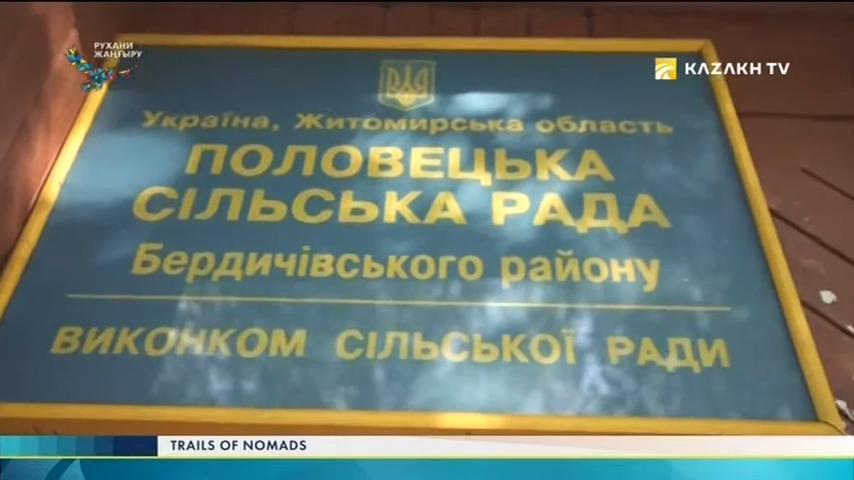 РУХАНИ
ЖАҢҒЫРУ
KAZAKH TV
Україна, Житомирська область
ПОЛОВЕЦЬКА
СІЛЬСЬКА РАДА
Бердичівського району
ВИКОНКОМ СІЛЬСЬКОЇ РАДИ
TRAILS OF NOMADS